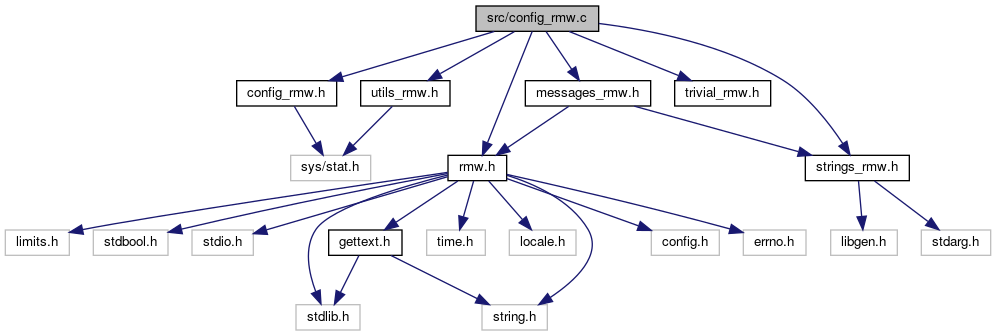 src/config_rmw.c
config_rmw.h
utils_rmw.h
messages_rmw.h
trivial_rmw.h
sys/stat.h
rmw.h
strings_rmw.h
limits.h
stdbool.h
stdio.h
gettext.h
time.h
locale.h
config.h
errno.h
libgen.h
stdarg.h
stdlib.h
string.h